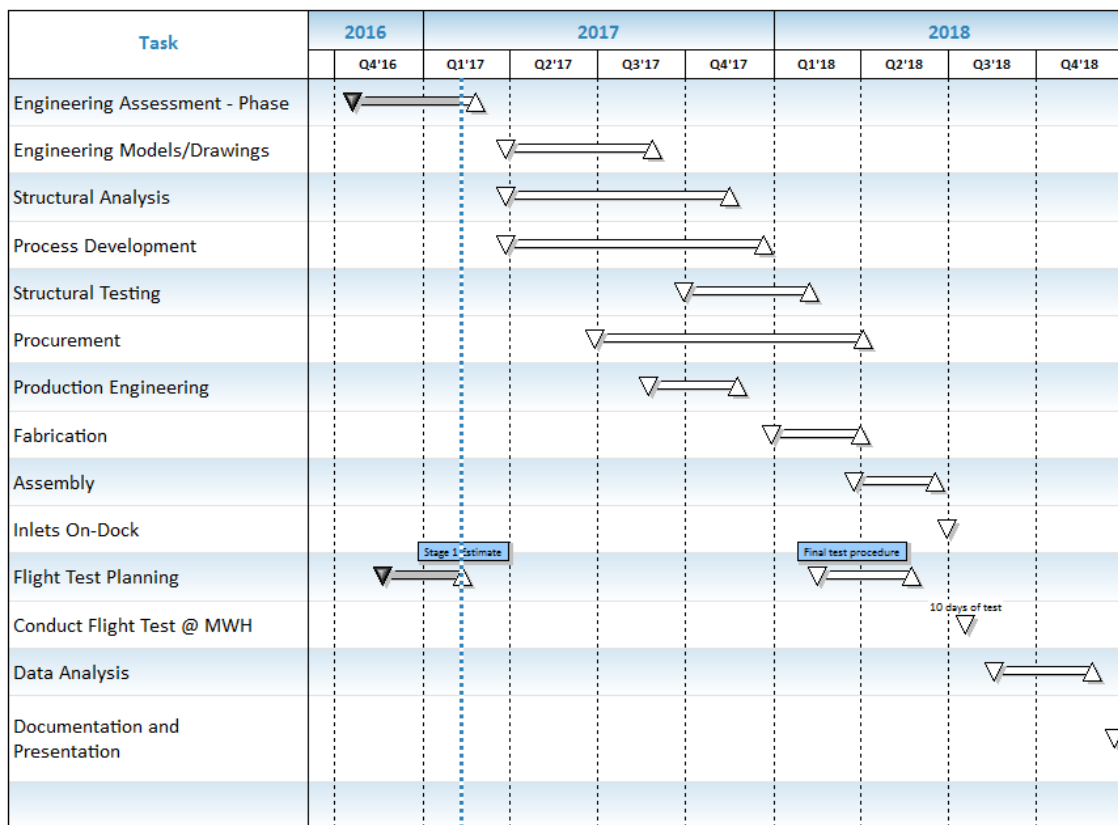 Task
2016
2017
2018
Q4'16
Q1'17
Q2'17
Q3'17
Q4'17
Q1'18
Q2'18
Q3'18
Q4'18
Engineering Assessment - Phase
Engineering Models/Drawings
Structural Analysis
Process Development
Structural Testing
Procurement
Production Engineering
Fabrication
Assembly
Inlets On-Dock
Stage 1 Estimate
Final test procedure
Flight Test Planning
10 days of test
Conduct Flight Test @ MWH
Data Analysis
Documentation and
Presentation